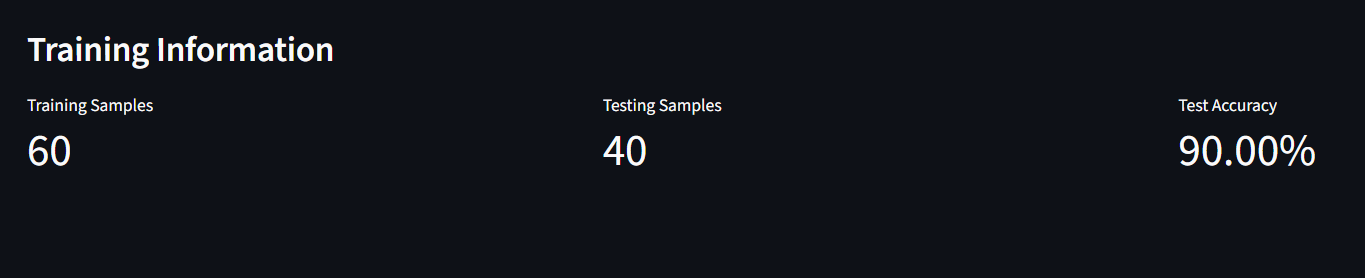 Training Information
Training Samples
60
Testing Samples
40
Test Accuracy
90.00%